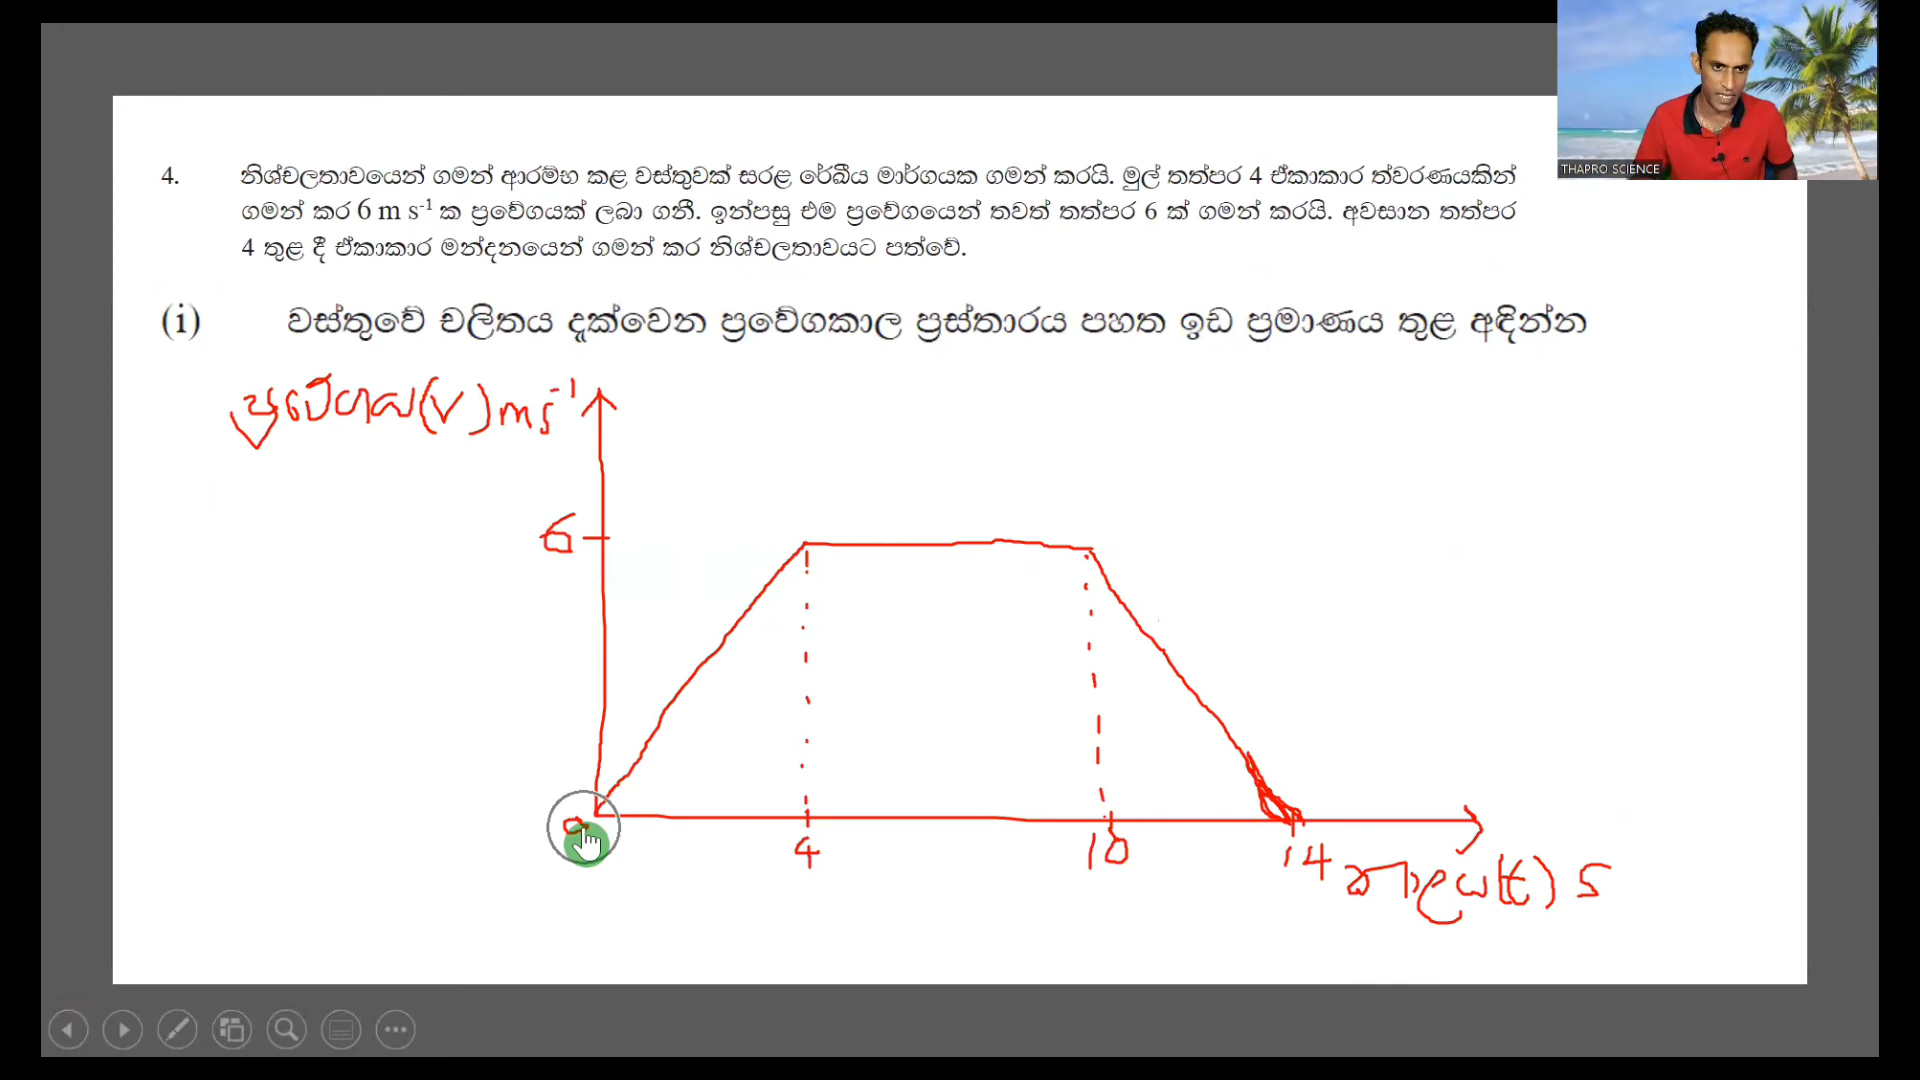 THAPRO SCIENCE
4. නිශ්චලතාවයෙන් ගමන් ආරම්භ කළ වස්තුවක් සරළ රේඛීය මාර්ගයක ගමන් කරයි. මුල් තත්පර 4 ඒකාකාර ත්වරණයකින්
ගමන් කර 6 m s⁻¹ ක ප්‍රවේගයක් ලබා ගනී. ඉන්පසු එම ප්‍රවේගයෙන් තවත් තත්පර 6 ක් ගමන් කරයි. අවසාන තත්පර
4 තුළ දී ඒකාකාර මන්දනයෙන් ගමන් කර නිශ්චලතාවයට පත්වේ.
(i) වස්තුවේ චලිතය දැක්වෙන ප්‍රවේගකාල ප්‍රස්තාරය පහත ඉඩ ප්‍රමාණය තුළ අඳින්න
ප්‍රවේගය (V) ms⁻¹
6
0
4
10
14
කාලය (t) s